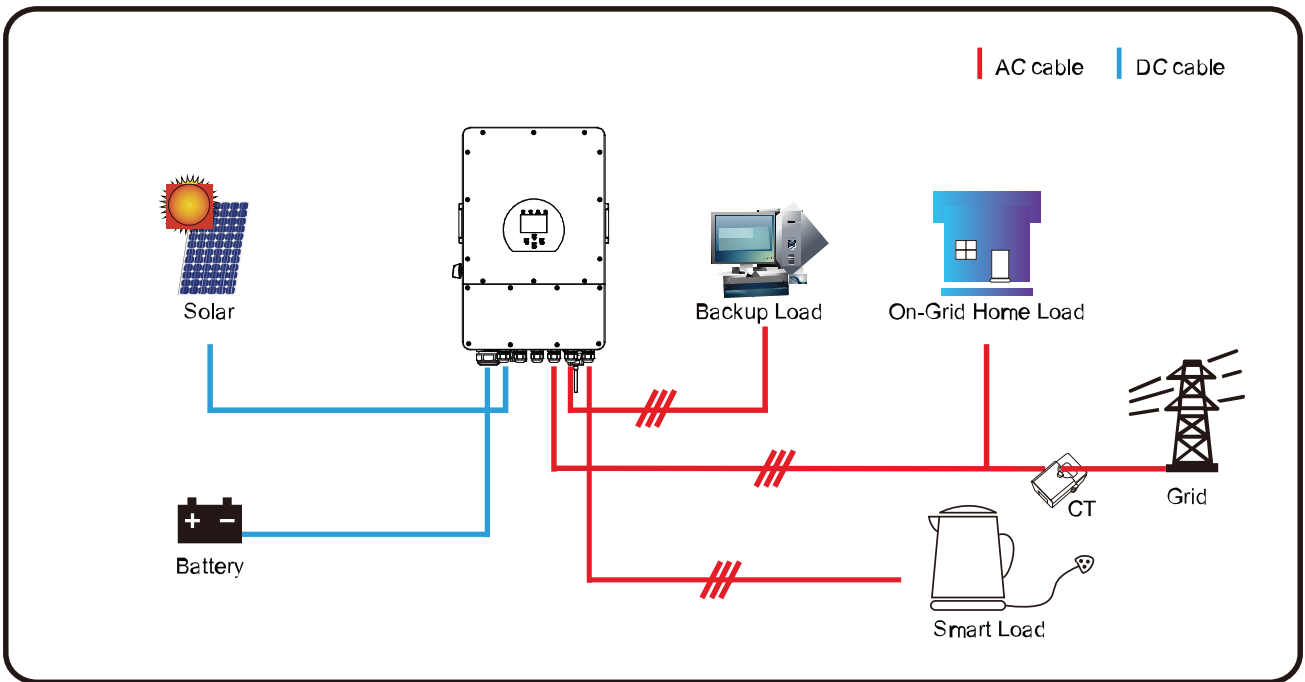 AC cable
DC cable
Solar
Backup Load
On-Grid Home Load
Grid
CT
Battery
Smart Load